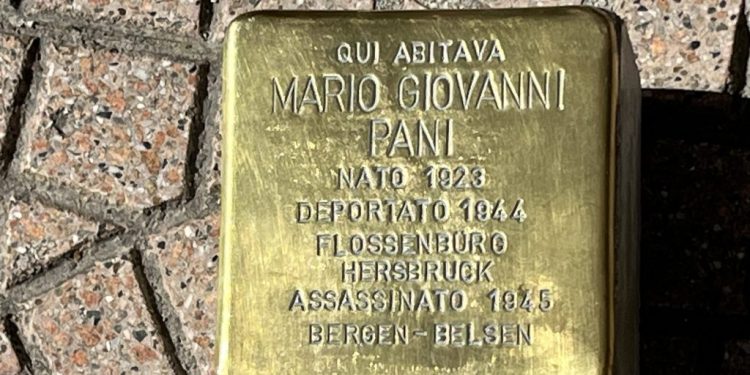 QUI ABITAVA
MARIO GIOVANNI
PANI
NATO 1923
DEPORTATO 1944
FLOSSENBÜRG
HERSBRUCK
ASSASSINATO 1945
BERGEN-BELSEN